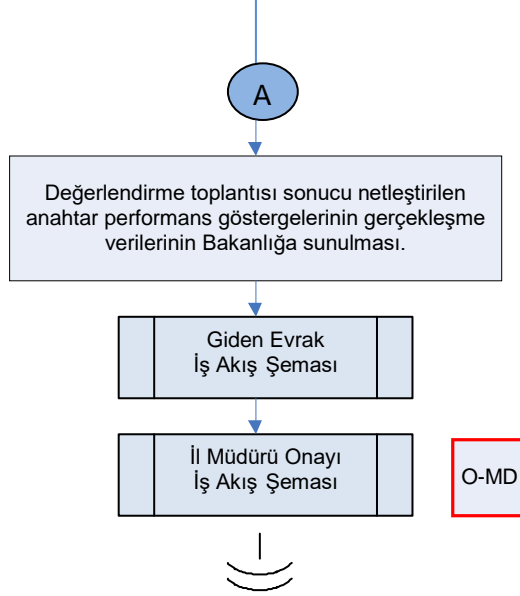 A
Değerlendirme toplantısı sonucu netleştirilen
anahtar performans göstergelerinin gerçekleşme
verilerinin Bakanlığa sunulması.
Giden Evrak
İş Akış Şeması
İl Müdürü Onayı
İş Akış Şeması
O-MD